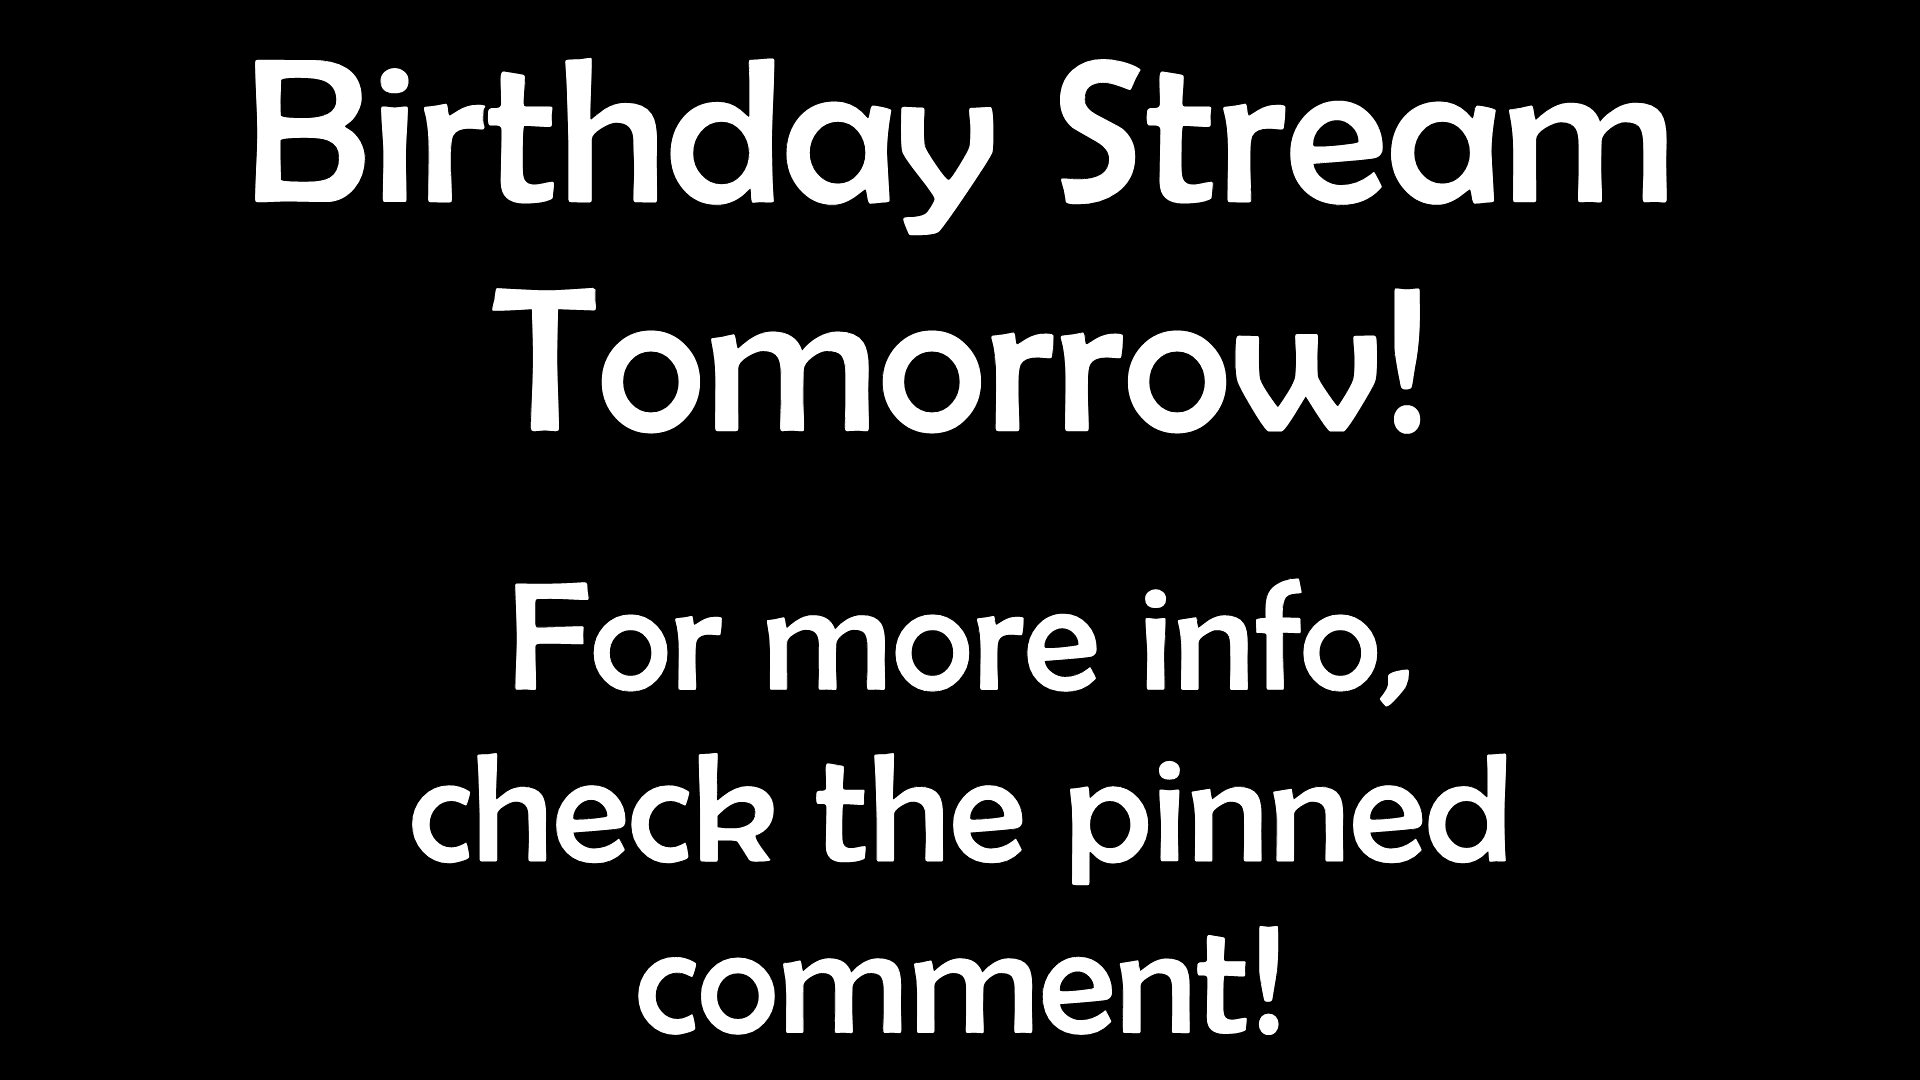 Birthday Stream
Tomorrow!
For more info,
check the pinned
comment!